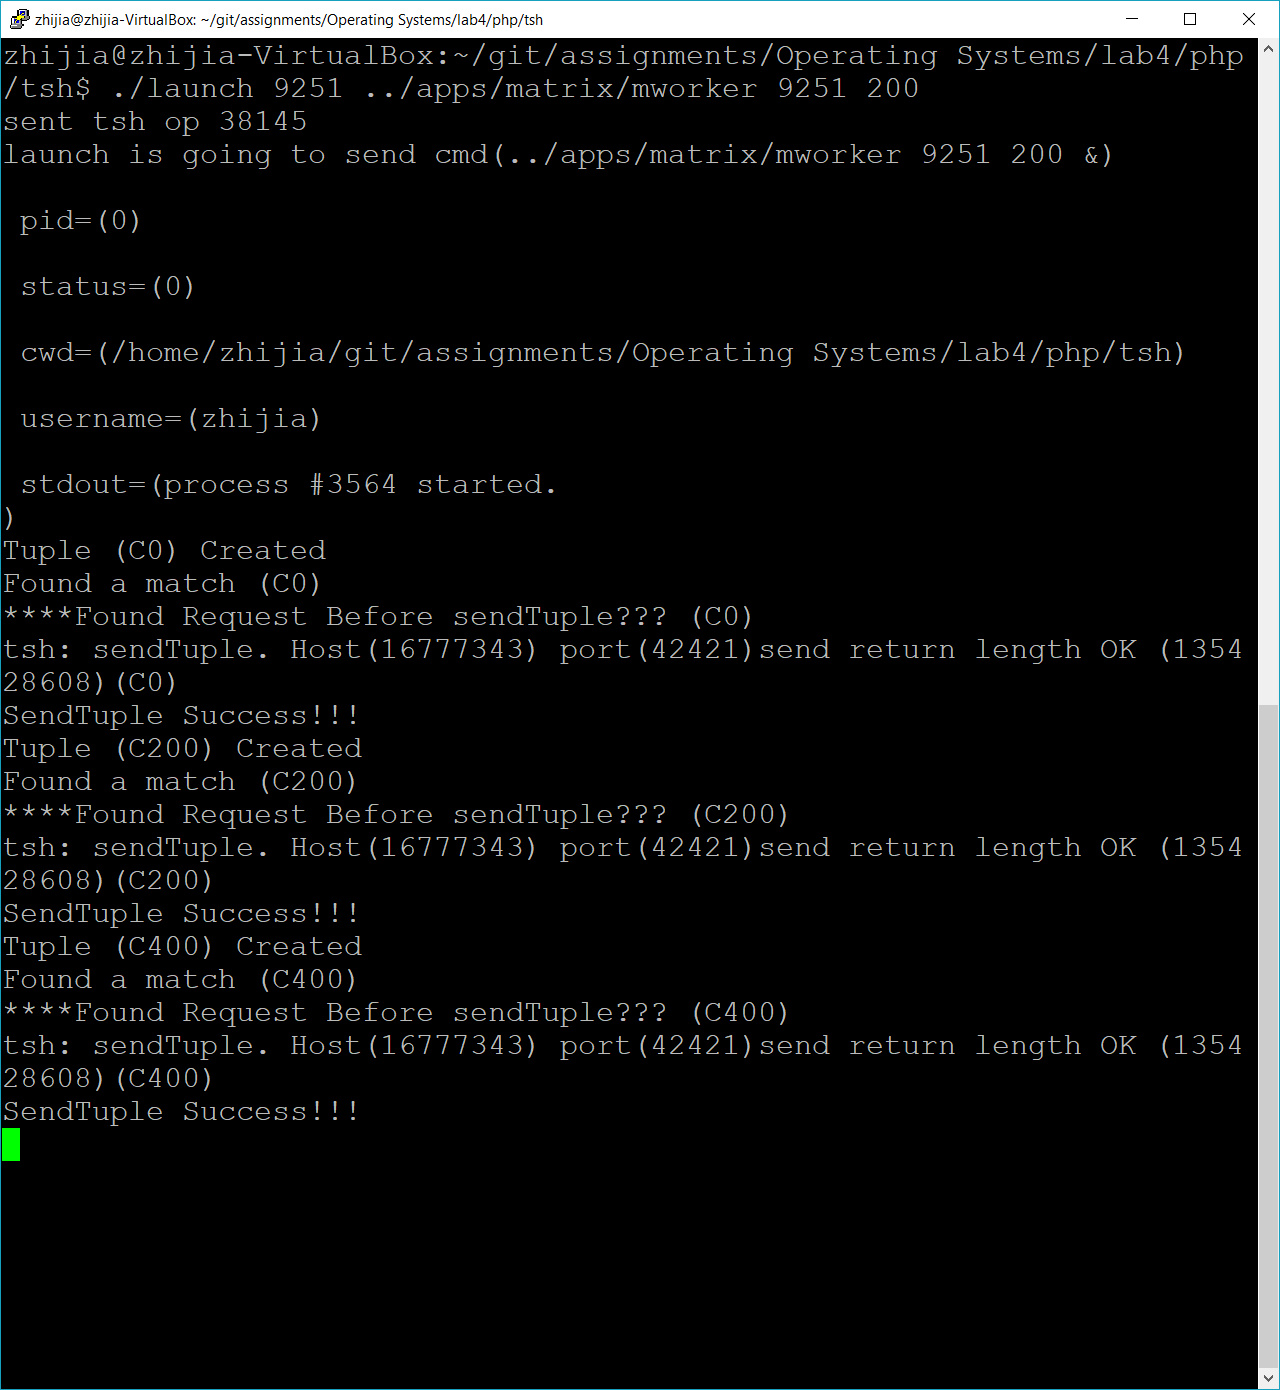 zhijia@zhijia-VirtualBox: ~/git/assignments/Operating Systems/lab4/php/tsh
zhijia@zhijia-VirtualBox:~/git/assignments/Operating Systems/lab4/php
/tsh$ ./launch 9251 ../apps/matrix/mworker 9251 200
sent tsh op 38145
launch is going to send cmd(../apps/matrix/mworker 9251 200 &)
pid=(0)
status=(0)
cwd=(/home/zhijia/git/assignments/Operating Systems/lab4/php/tsh)
username=(zhijia)
stdout=(process #3564 started.
)
Tuple (C0) Created
Found a match (C0)
****Found Request Before sendTuple??? (C0)
tsh: sendTuple. Host(16777343) port(42421)send return length OK (1354
28608)(C0)
SendTuple Success!!!
Tuple (C200) Created
Found a match (C200)
****Found Request Before sendTuple??? (C200)
tsh: sendTuple. Host(16777343) port(42421)send return length OK (1354
28608)(C200)
SendTuple Success!!!
Tuple (C400) Created
Found a match (C400)
****Found Request Before sendTuple??? (C400)
tsh: sendTuple. Host(16777343) port(42421)send return length OK (1354
28608)(C400)
SendTuple Success!!!